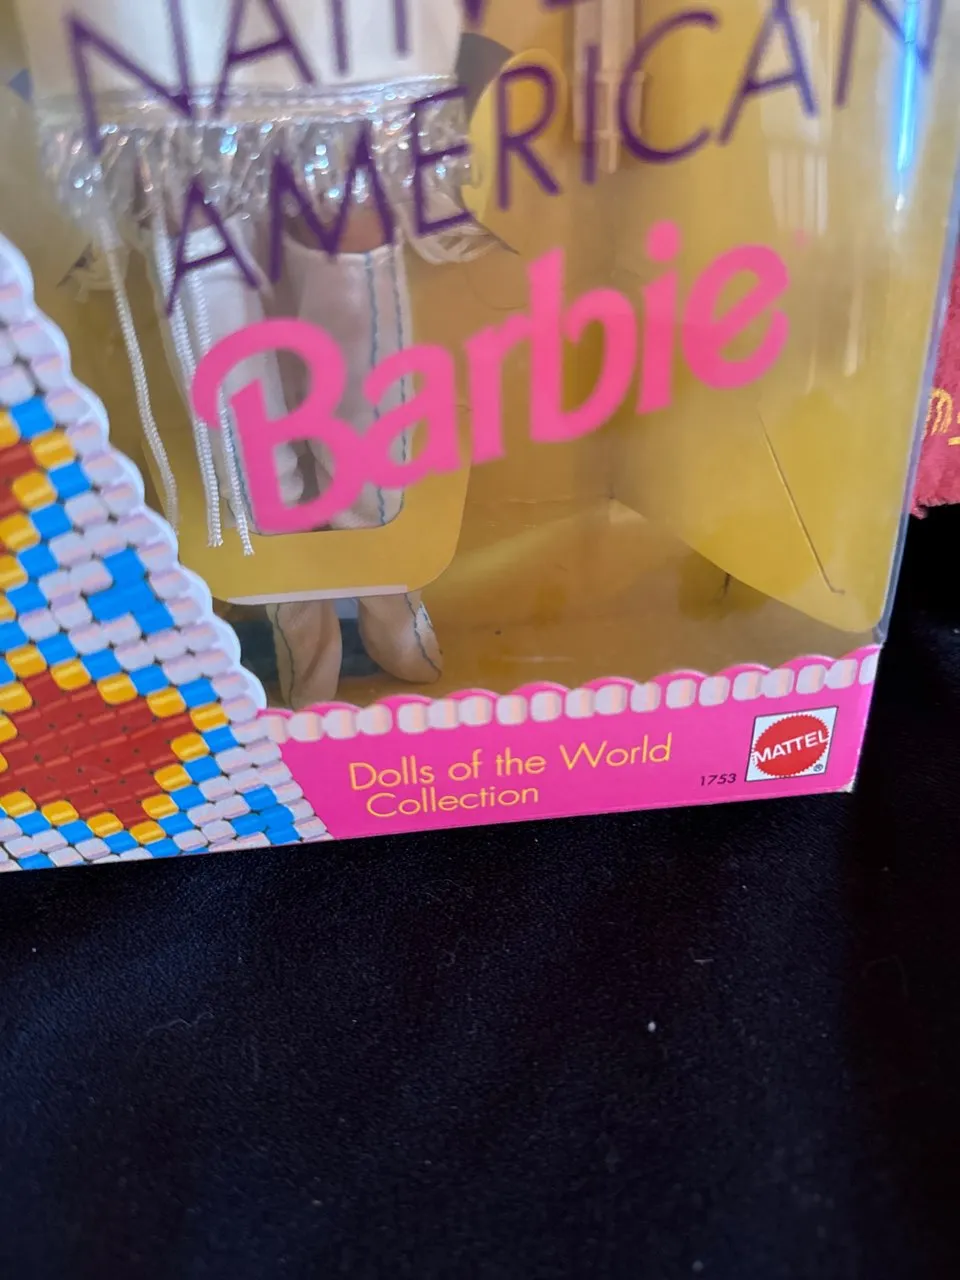 NATIVE
AMERICAN
Barbie
Dolls of the World
Collection
1753
MATTEL
®